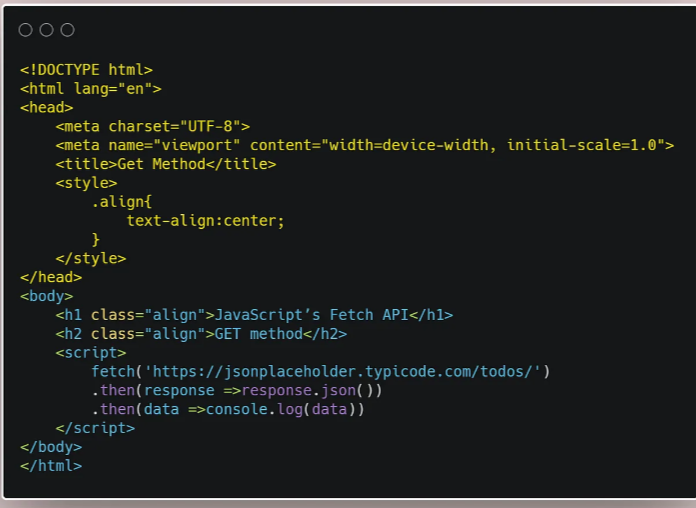 <!DOCTYPE html>
<html lang="en">
<head>
    <meta charset="UTF-8">
    <meta name="viewport" content="width=device-width, initial-scale=1.0">
    <title>Get Method</title>
    <style>
        .align{
            text-align:center;
        }
    </style>
</head>
<body>
    <h1 class="align">JavaScript’s Fetch API</h1>
    <h2 class="align">GET method</h2>
    <script>
        fetch('https://jsonplaceholder.typicode.com/todos/')
        .then(response =>response.json())
        .then(data =>console.log(data))
    </script>
</body>
</html>